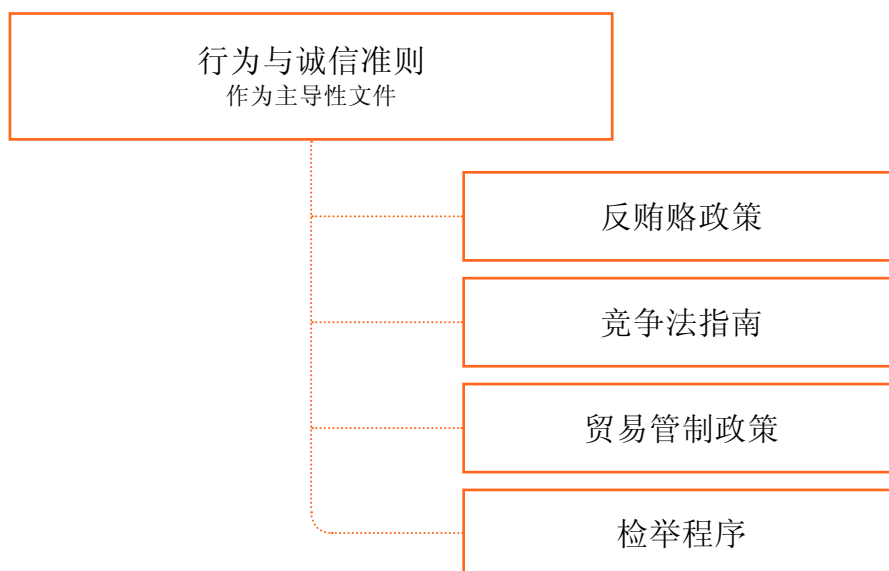 行为与诚信准则
作为主导性文件
反贿赂政策
竞争法指南
贸易管制政策
检举程序